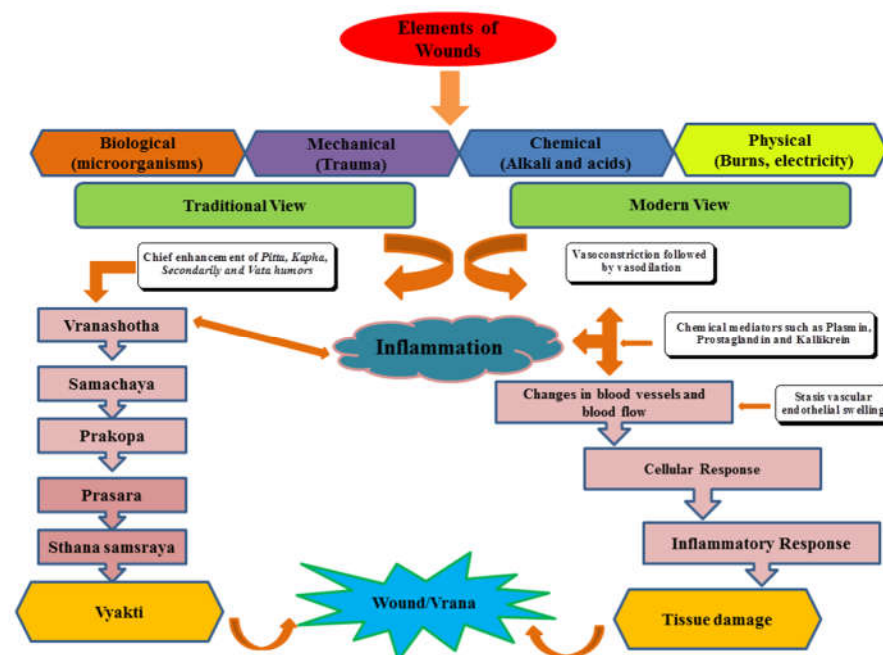 Elements of
Wounds
Biological
(microorganisms)
Mechanical
(Trauma)
Chemical
(Alkali and acids)
Physical
(Burns, electricity)
Traditional View
Modern View
Chief enhancement of Pitta, Kapha,
Secondarily and Vata humors
Vasoconstriction followed
by vasodilation
Vranashotha
Inflammation
Chemical mediators such as Plasmin,
Prostaglandin and Kallikrein
Samachaya
Changes in blood vessels and
blood flow
Stasis vascular
endothelial swelling
Prakopa
Cellular Response
Prasara
Sthana samsraya
Inflammatory Response
Vyakti
Wound/Vrana
Tissue damage